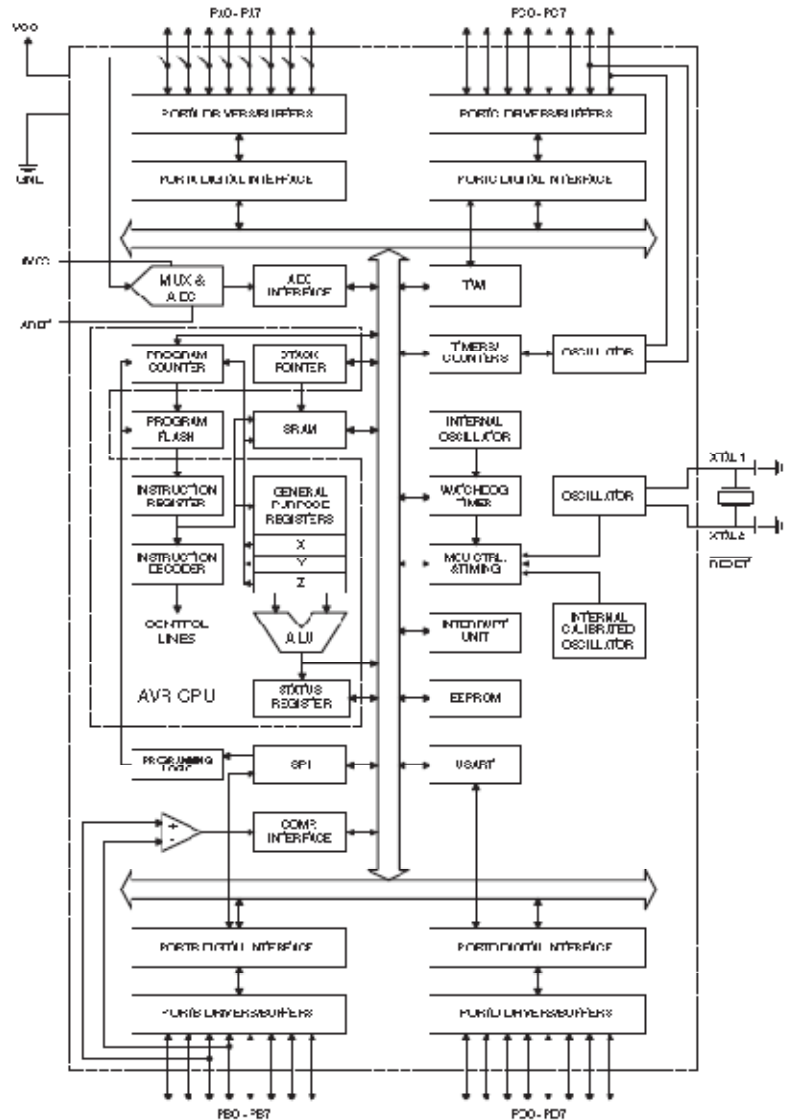 PA0 - PA7
PC0 - PC7
VCC
PORTA DRIVERS/BUFFERS
PORTC DRIVERS/BUFFERS
GND
PORTA DIGITAL INTERFACE
PORTC DIGITAL INTERFACE
AVCC
MUX &
ADC
ADC
INTERFACE
TWI
AREF
PROGRAM
COUNTER
STACK
POINTER
TIMERS/
COUNTERS
OSCILLATOR
PROGRAM
FLASH
SRAM
INTERNAL
OSCILLATOR
XTAL1
INSTRUCTION
REGISTER
GENERAL
PURPOSE
REGISTERS
WATCHDOG
TIMER
OSCILLATOR
X
XTAL2
INSTRUCTION
DECODER
Y
MCU CTRL.
& TIMING
RESET
Z
CONTROL
LINES
ALU
INTERRUPT
UNIT
INTERNAL
CALIBRATED
OSCILLATOR
AVR CPU
STATUS
REGISTER
EEPROM
PROGRAMMING
LOGIC
SPI
USART
+
-
COMP.
INTERFACE
PORTB DIGITAL INTERFACE
PORTD DIGITAL INTERFACE
PORTB DRIVERS/BUFFERS
PORTD DRIVERS/BUFFERS
PB0 - PB7
PD0 - PD7